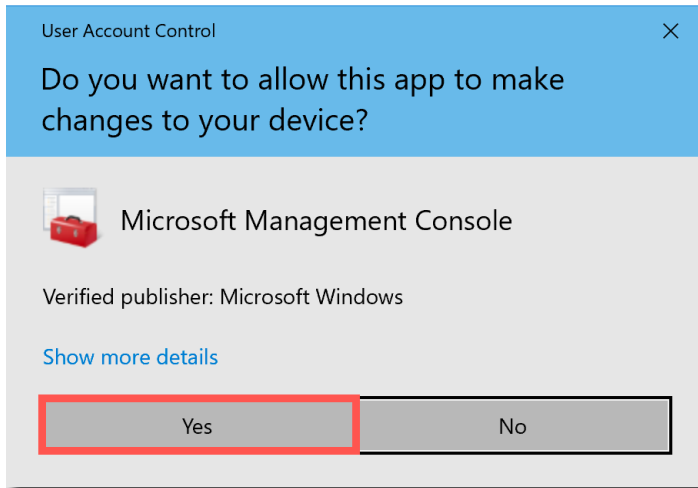 User Account Control
Do you want to allow this app to make
changes to your device?
Microsoft Management Console
Verified publisher: Microsoft Windows
Show more details
Yes
No